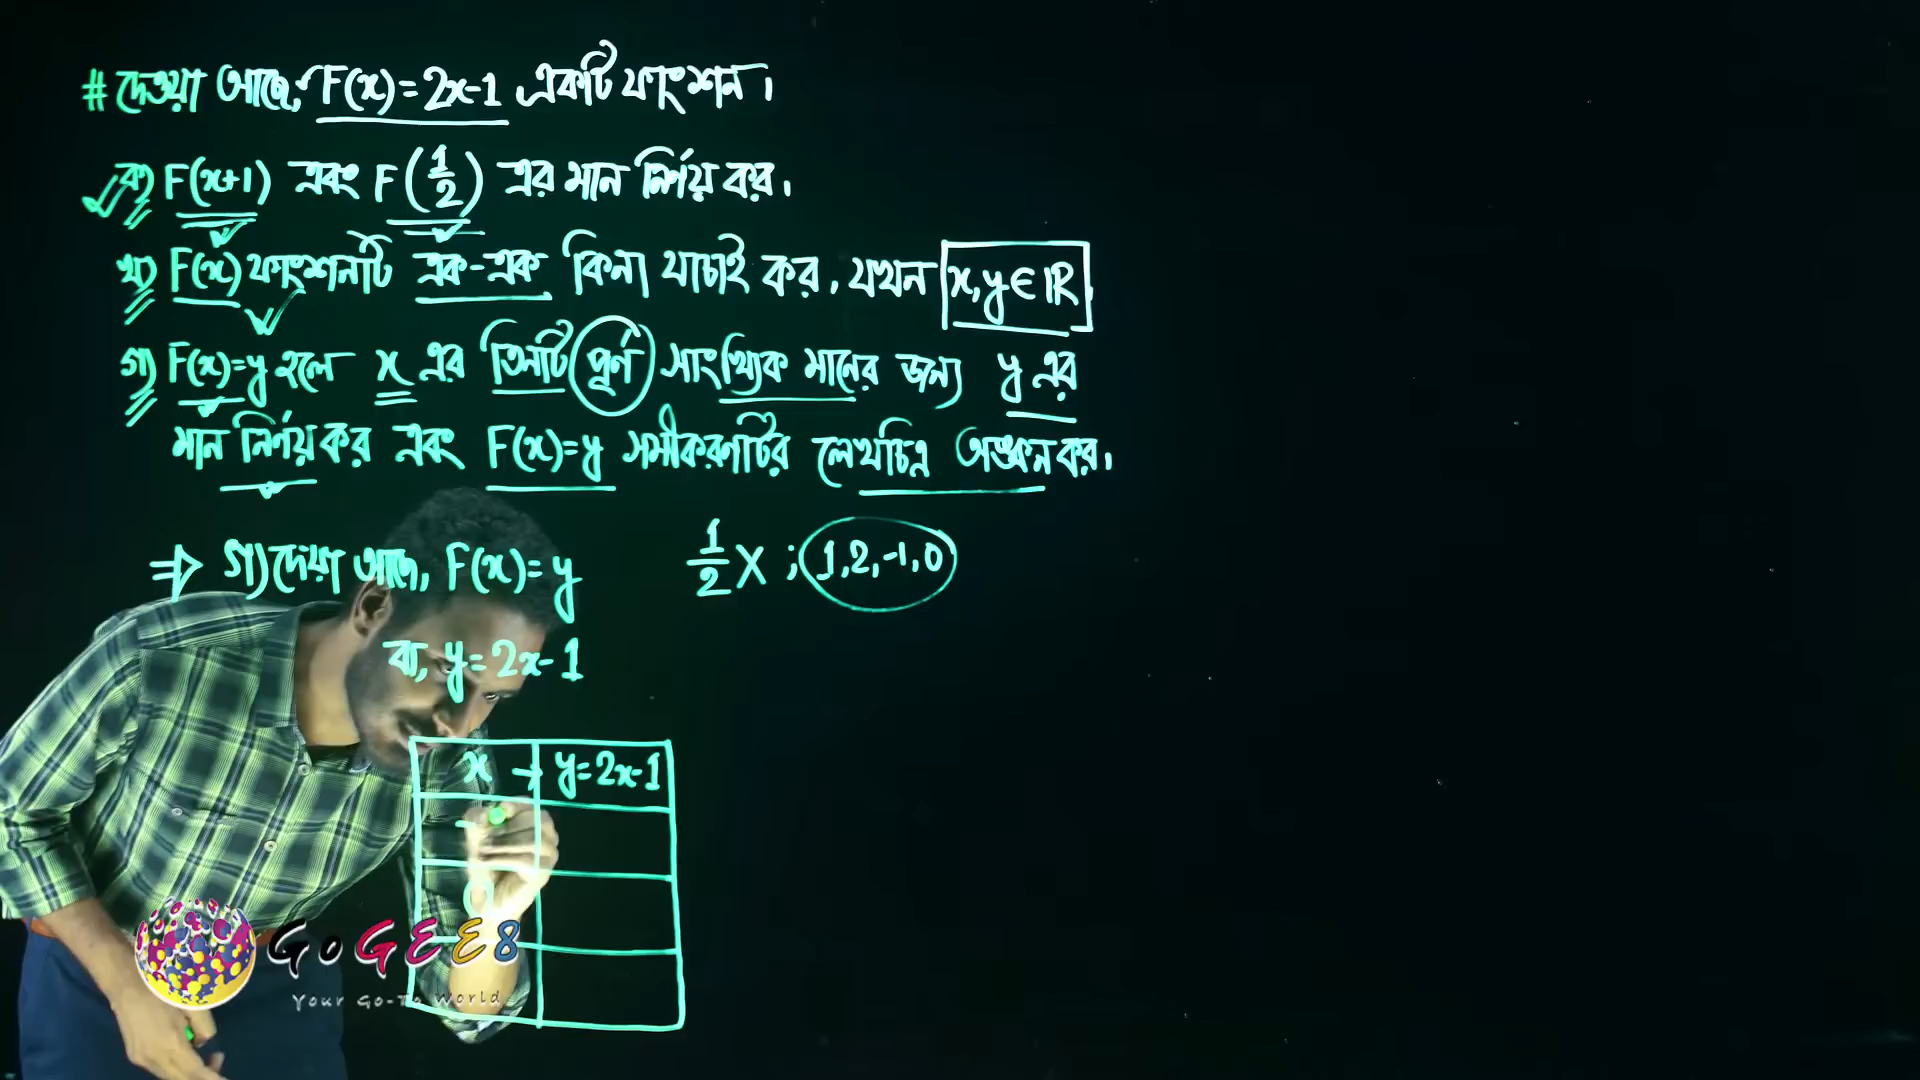 # দেওয়া আছে, F(x)=2x-1 একটি ফাংশন।
ক) F(x+1) এবং F(1/2) এর মান নির্ণয় কর।
খ) F(x) ফাংশনটি এক-এক কিনা যাচাই কর, যখন x,y∈IR,
গ) F(x)=y হলে x এর তিনটি পূর্ণ সাংখ্যিক মানের জন্য y এর
মান নির্ণয় কর এবং F(x)=y সমীকরণটির লেখচিত্র অঙ্কন কর।
⇒ গ) দেয়া আছে, F(x)=y
1/2 X ; 1,2,-1,0
বা, y=2x-1
x → y=2x-1
-
0
GoGEE8
Your Go-To World